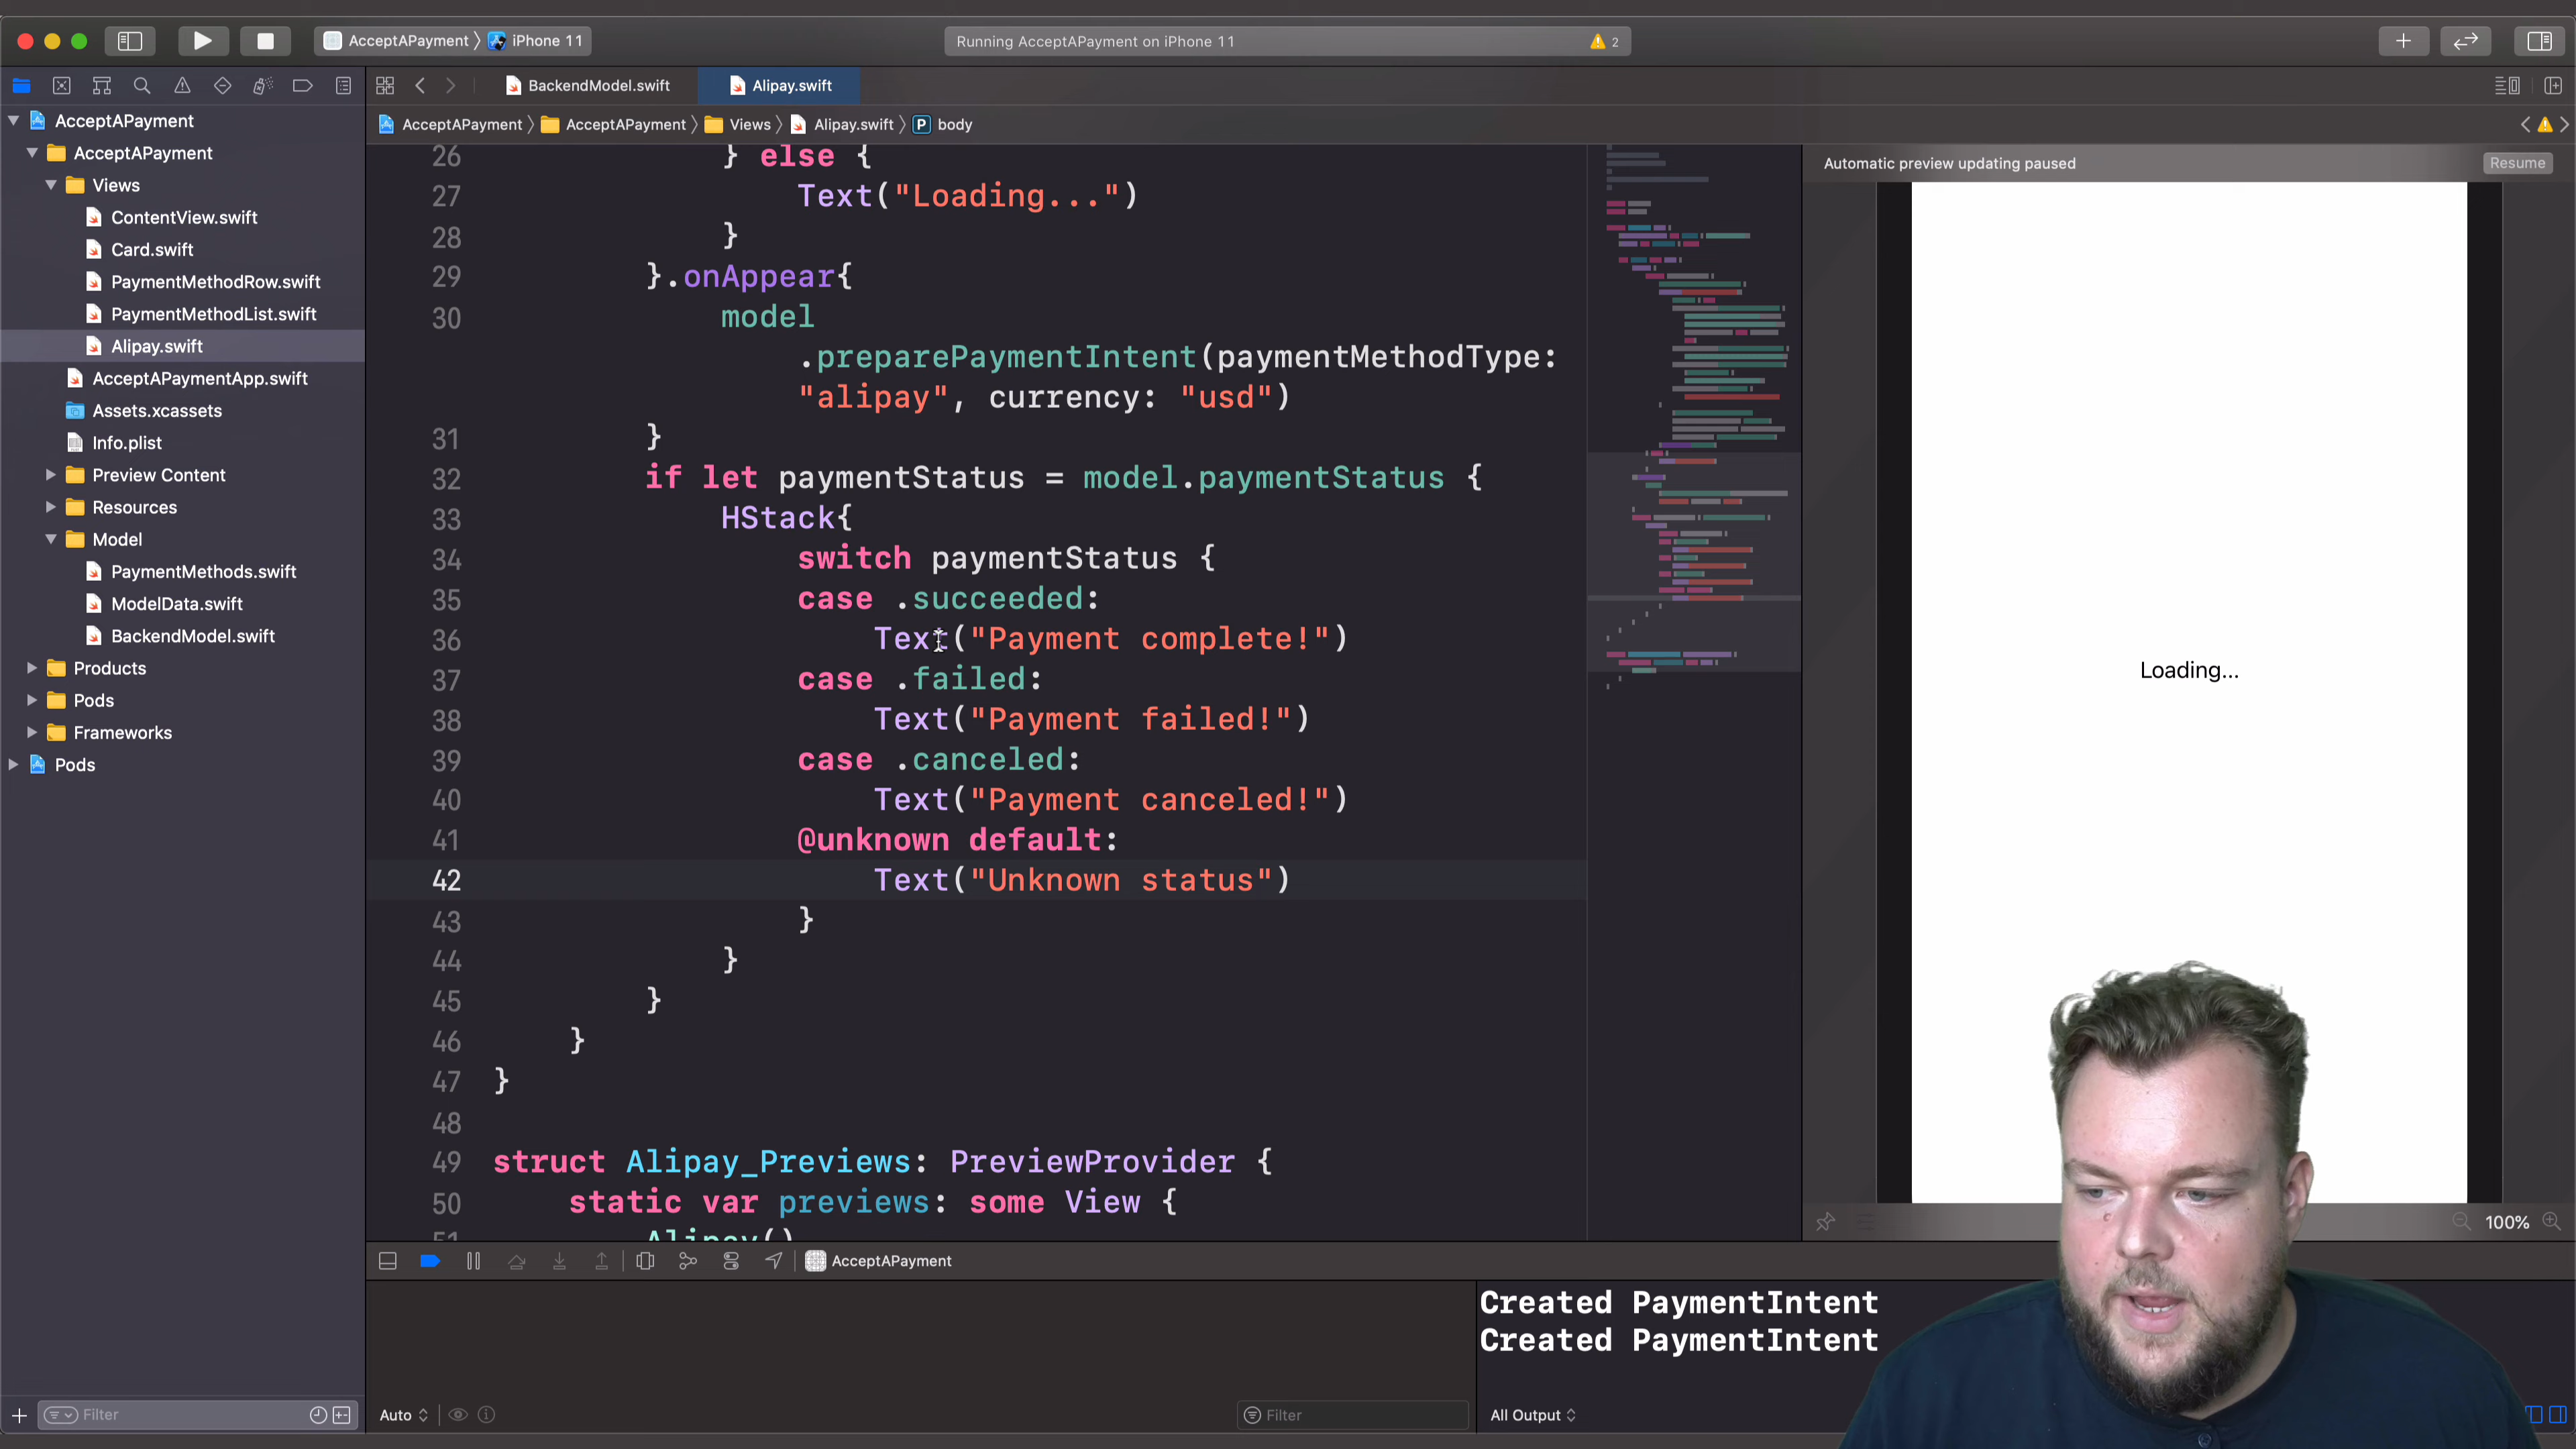 AcceptAPayment
iPhone 11
Running AcceptAPayment on iPhone 11
2
BackendModel.swift
Alipay.swift
AcceptAPayment
AcceptAPayment
Views
Alipay.swift
body
AcceptAPayment
AcceptAPayment
Views
ContentView.swift
Card.swift
PaymentMethodRow.swift
PaymentMethodList.swift
Alipay.swift
AcceptAPaymentApp.swift
Assets.xcassets
Info.plist
Preview Content
Resources
Model
PaymentMethods.swift
ModelData.swift
BackendModel.swift
Products
Pods
Frameworks
Pods
Filter
26 } else {
27 Text("Loading...")
28 }
29 }.onAppear{
30 model
.preparePaymentIntent(paymentMethodType:
"alipay", currency: "usd")
31 }
32 if let paymentStatus = model.paymentStatus {
33 HStack{
34 switch paymentStatus {
35 case .succeeded:
36 Text("Payment complete!")
37 case .failed:
38 Text("Payment failed!")
39 case .canceled:
40 Text("Payment canceled!")
41 @unknown default:
42 Text("Unknown status")
43 }
44 }
45 }
46 }
47 }
48
49 struct Alipay_Previews: PreviewProvider {
50 static var previews: some View {
51 Alipay()
Automatic preview updating paused
Resume
Loading...
100%
AcceptAPayment
Created PaymentIntent
Created PaymentIntent
Auto
Filter
All Output